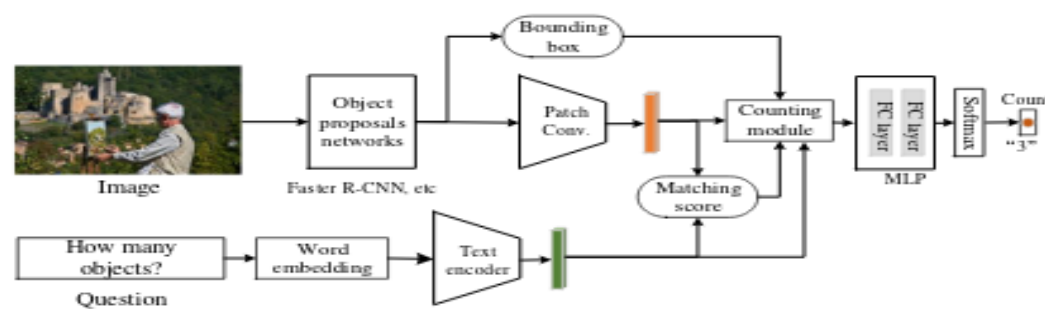 Bounding
box
Object
proposals
networks
Patch
Conv.
Counting
module
FC layer
FC layer
Softmax
Coun
"3"
MLP
Image
Faster R-CNN, etc
Matching
score
How many
objects?
Word
embedding
Text
encoder
Question